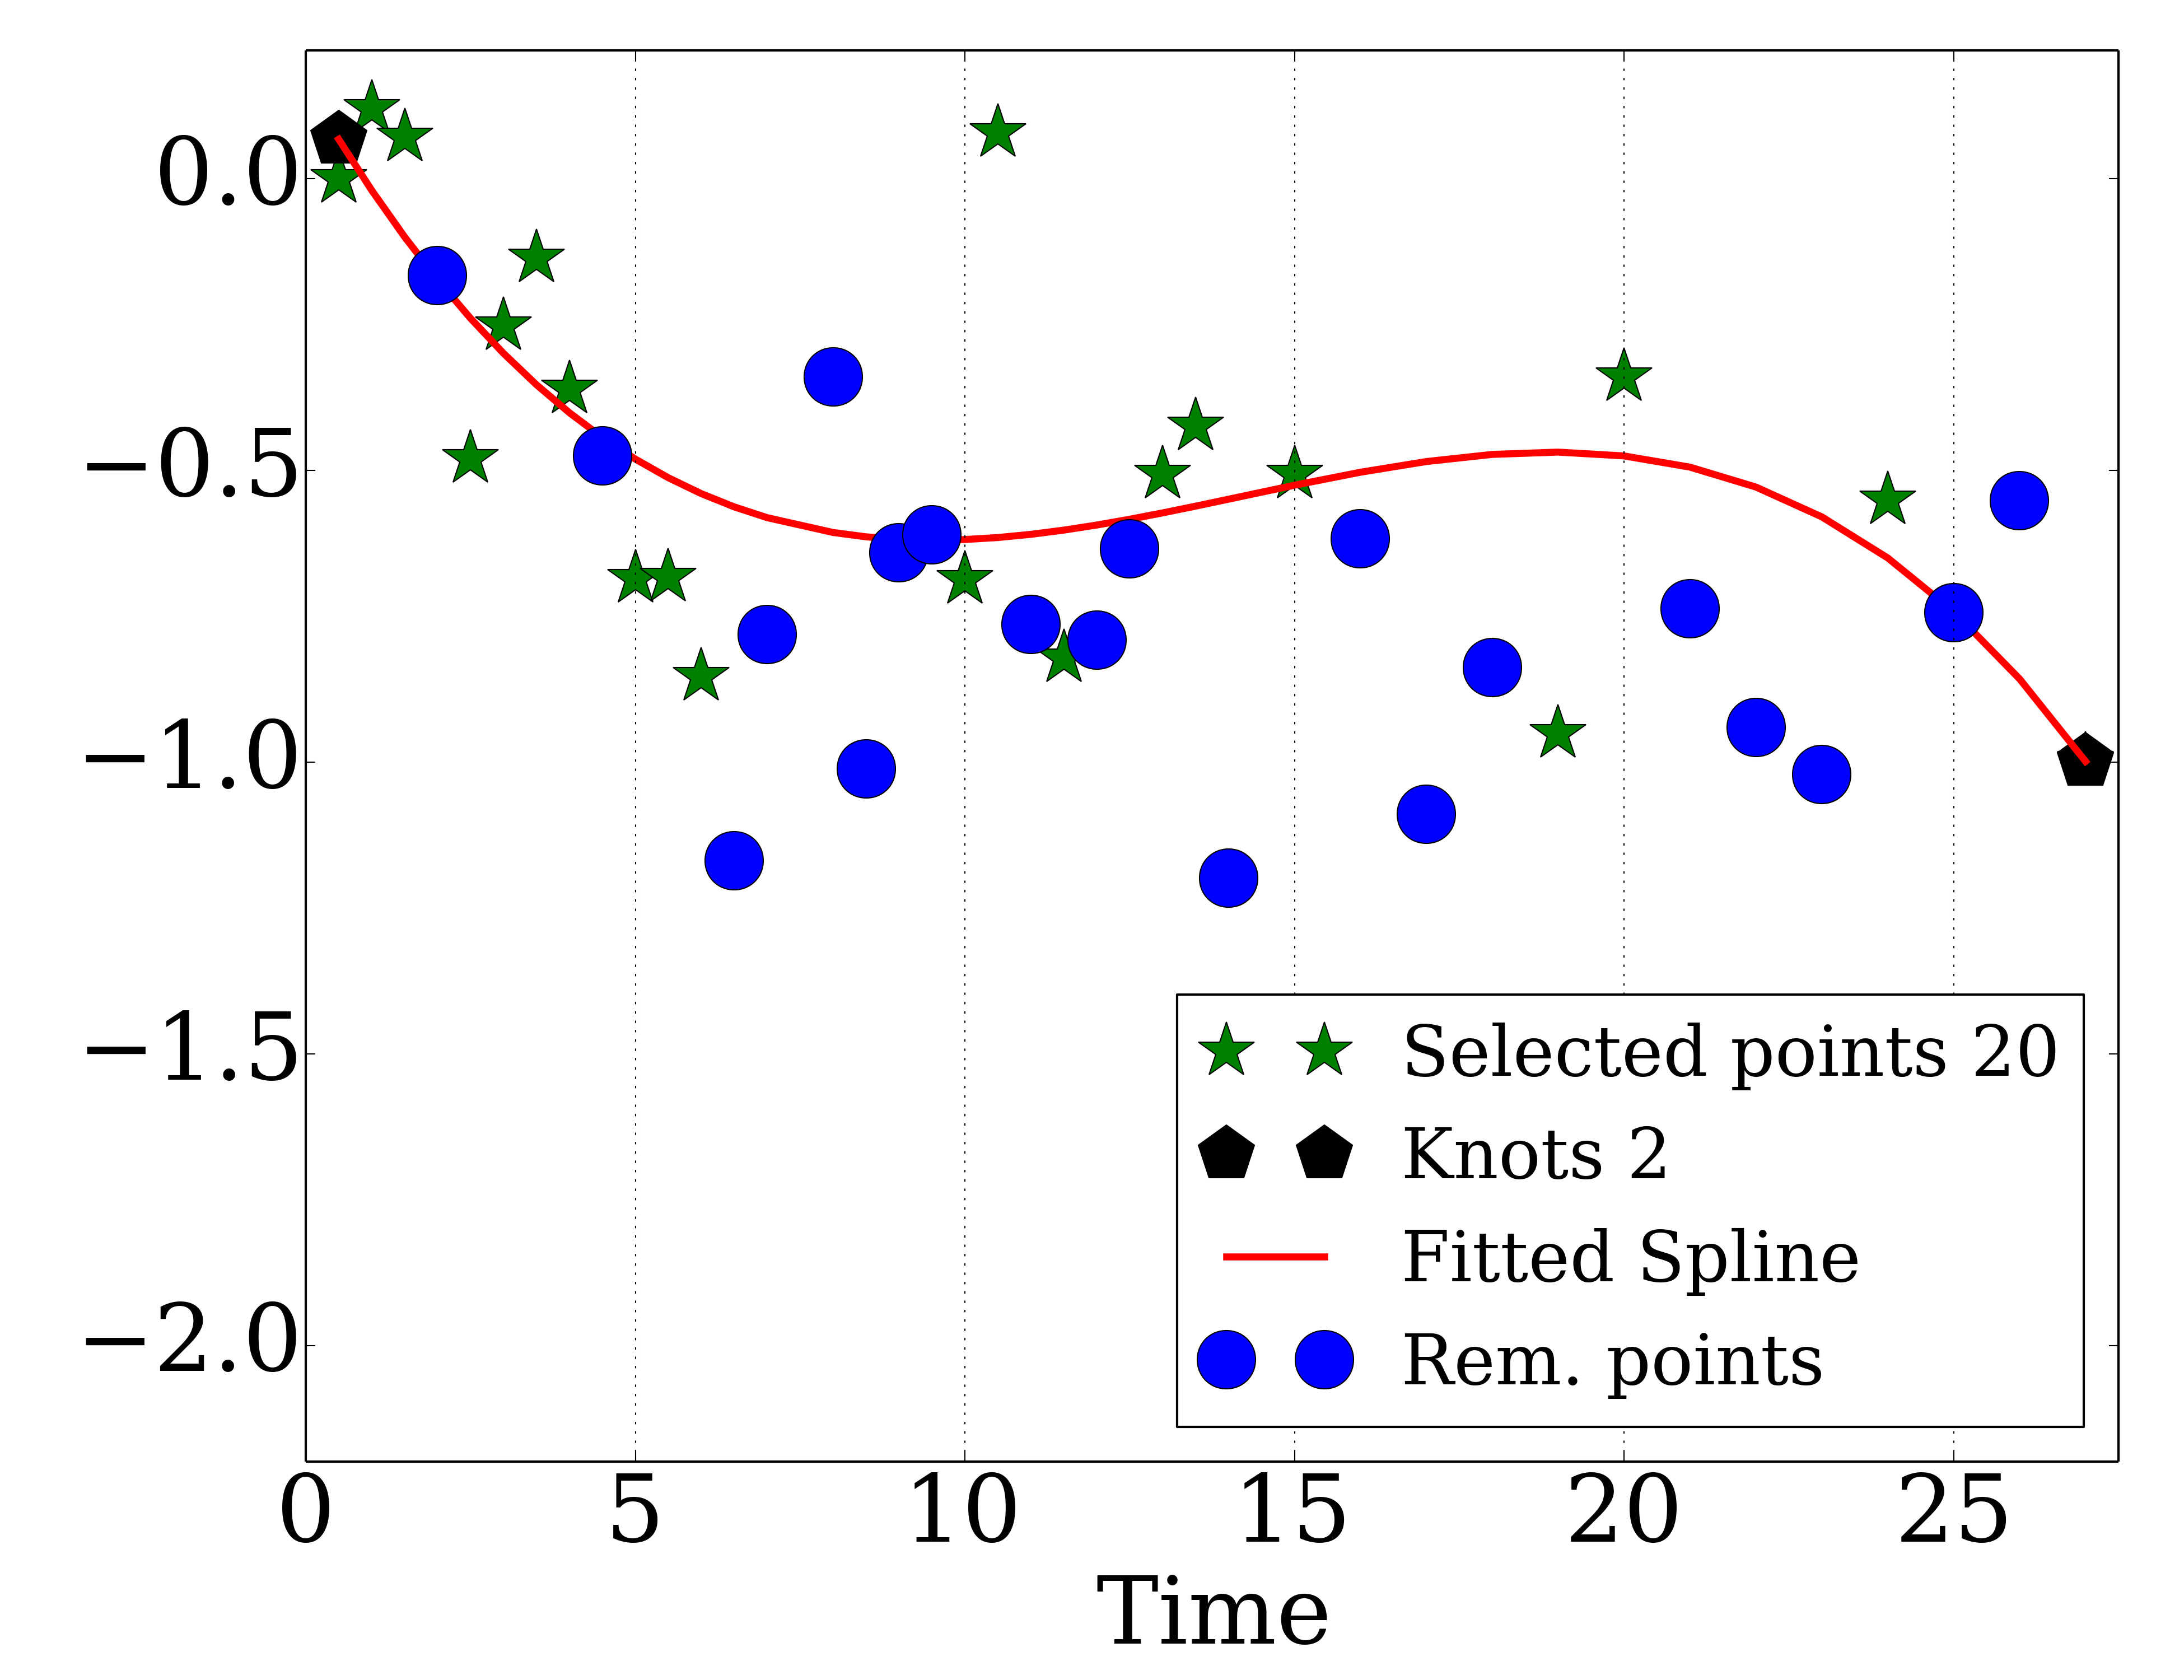 0.0
−0.5
−1.0
−1.5
−2.0
Selected points 20
Knots 2
Fitted Spline
Rem. points
0 5 10 15 20 25
Time